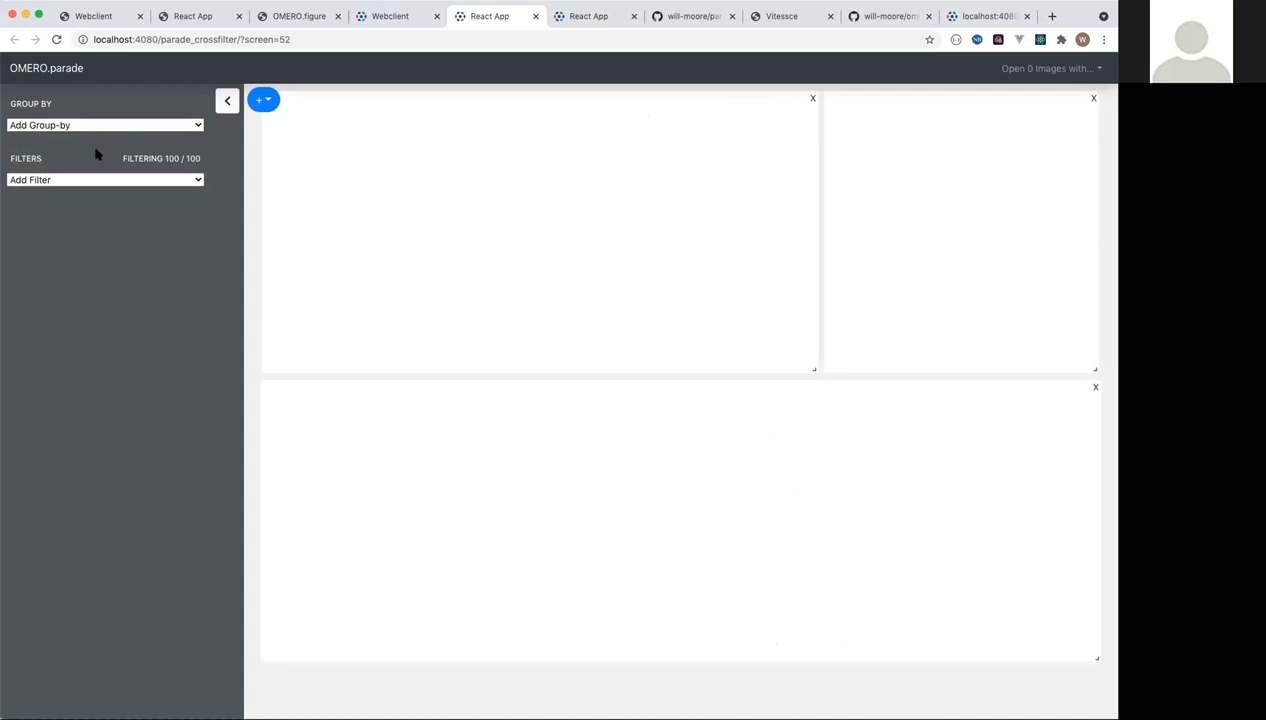 Webclient
React App
OMERO.figure
Webclient
React App
React App
will-moore/par
Vitessce
will-moore/om
localhost:4080
localhost:4080/parade_crossfilter/?screen=52
W
OMERO.parade
Open 0 Images with...
GROUP BY
+
X
X
Add Group-by
FILTERS
FILTERING 100 / 100
Add Filter
X